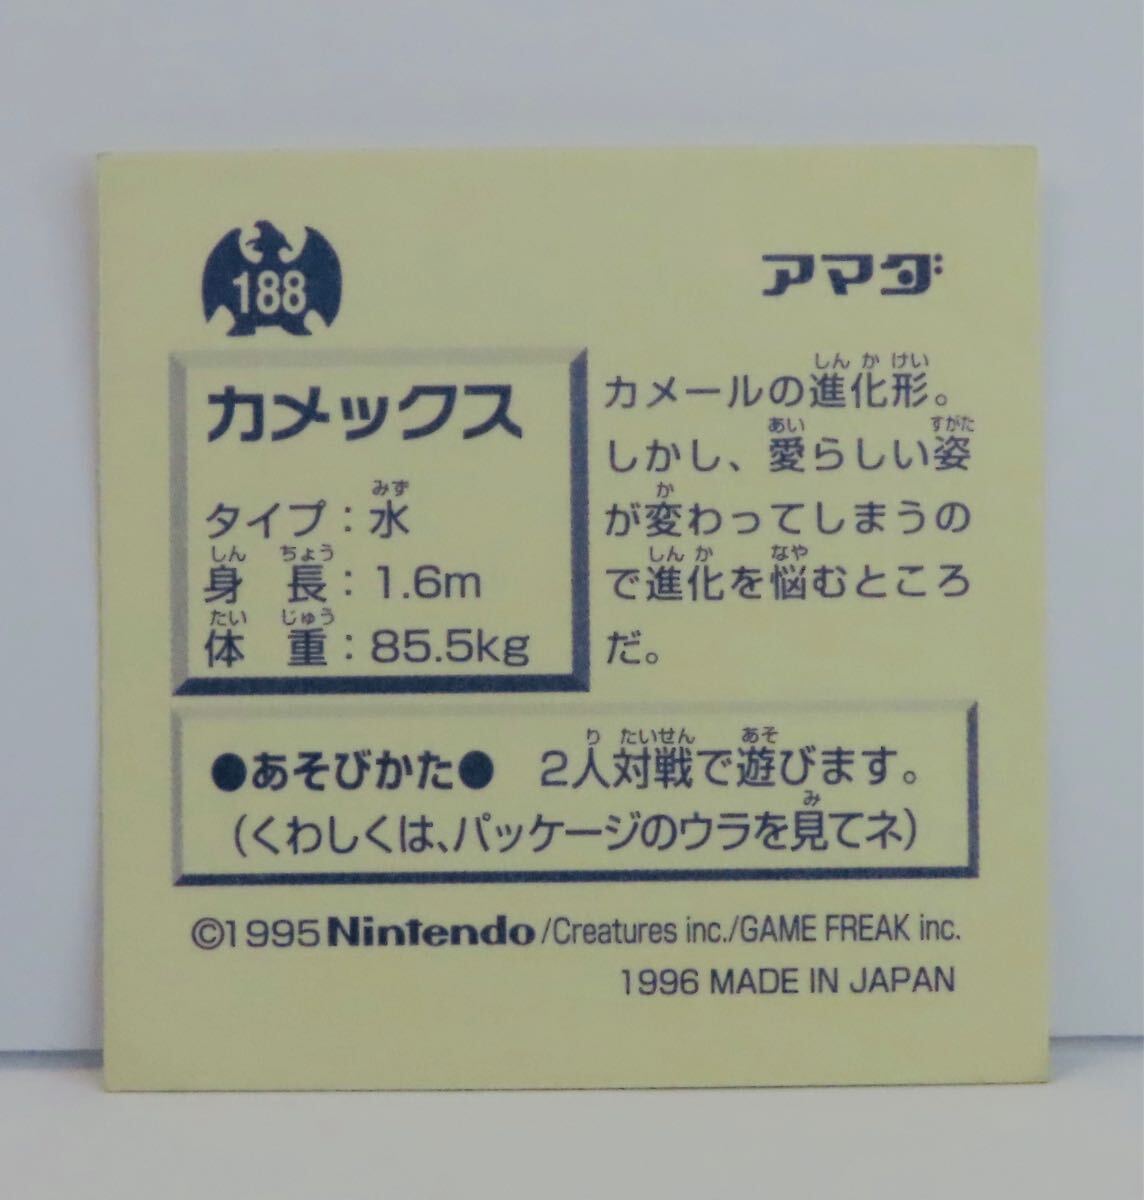 188
アマダ
カメックス
タイプ：水
身長：1.6m
体重：85.5kg
カメールの進化形。
しかし、愛らしい姿
が変わってしまうの
で進化を悩むところ
だ。
●あそびかた●　2人対戦で遊びます。
（くわしくは、パッケージのウラを見てネ）
©1995 Nintendo/Creatures inc./GAME FREAK inc.
1996 MADE IN JAPAN